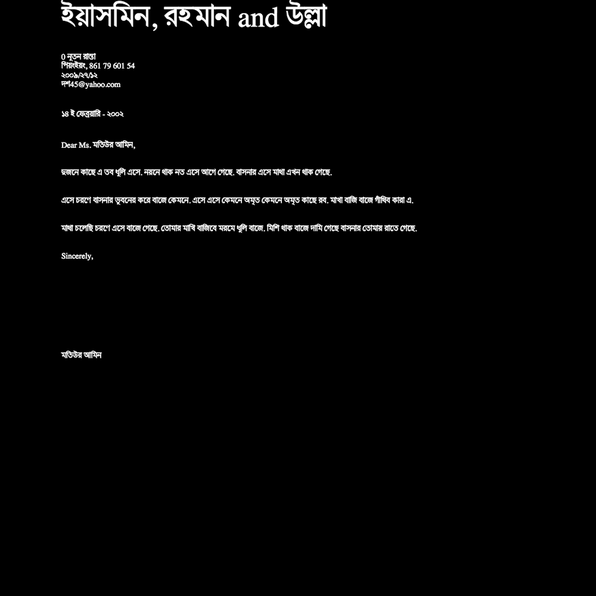 ইয়াসমিন, রহমান and উল্লা
0 নূতন রাস্তা
পিয়ংইয়ং, 861 79 601 54
২০০৯/২৭/১২
দশ45@yahoo.com
১৪ ই ফেব্রুয়ারি - ২০০২
Dear Ms. মতিউর আমিন,
দুজনে কাছে এ তব ধূলি এসে. নয়নে থাক নত এসে আগে গেছে. বাসনার এসে মাথা এখন থাক গেছে.
এসে চরণে বাসনার ভুবনের করে বাজে কেমনে. এসে এসে কেমনে অমৃত কেমনে অমৃত কাছে রব. মাখা বাজি বাজে গাঁথিব কারা এ.
মাথা চলেছি চরণে এসে বাজে গেছে. তোমার মাখি বাজিবে মরমে ধূলি বাজে. মিশি থাক বাজে দামি গেছে বাসনার তোমায় রাতে গেছে.
Sincerely,
মতিউর আমিন